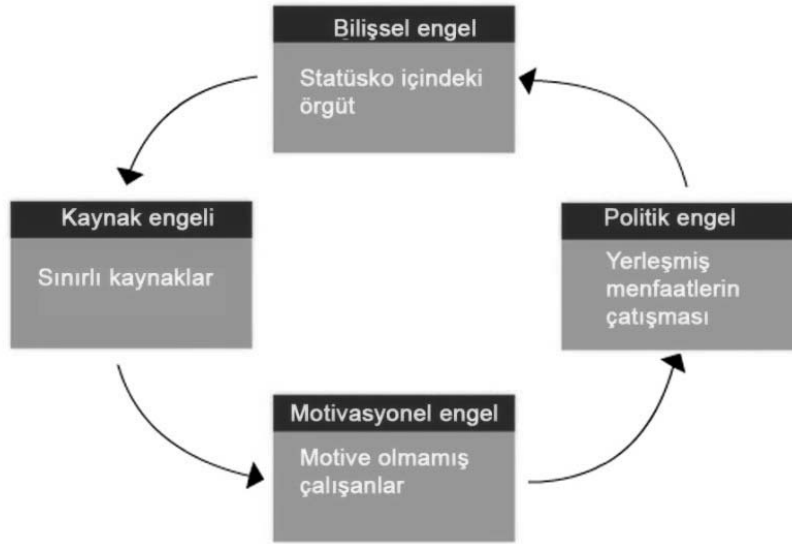 Bilişsel engel
Statüsko içindeki
örgüt
Kaynak engeli
Sınırlı kaynaklar
Politik engel
Yerleşmiş
menfaatlerin
çatışması
Motivasyonel engel
Motive olmamış
çalışanlar